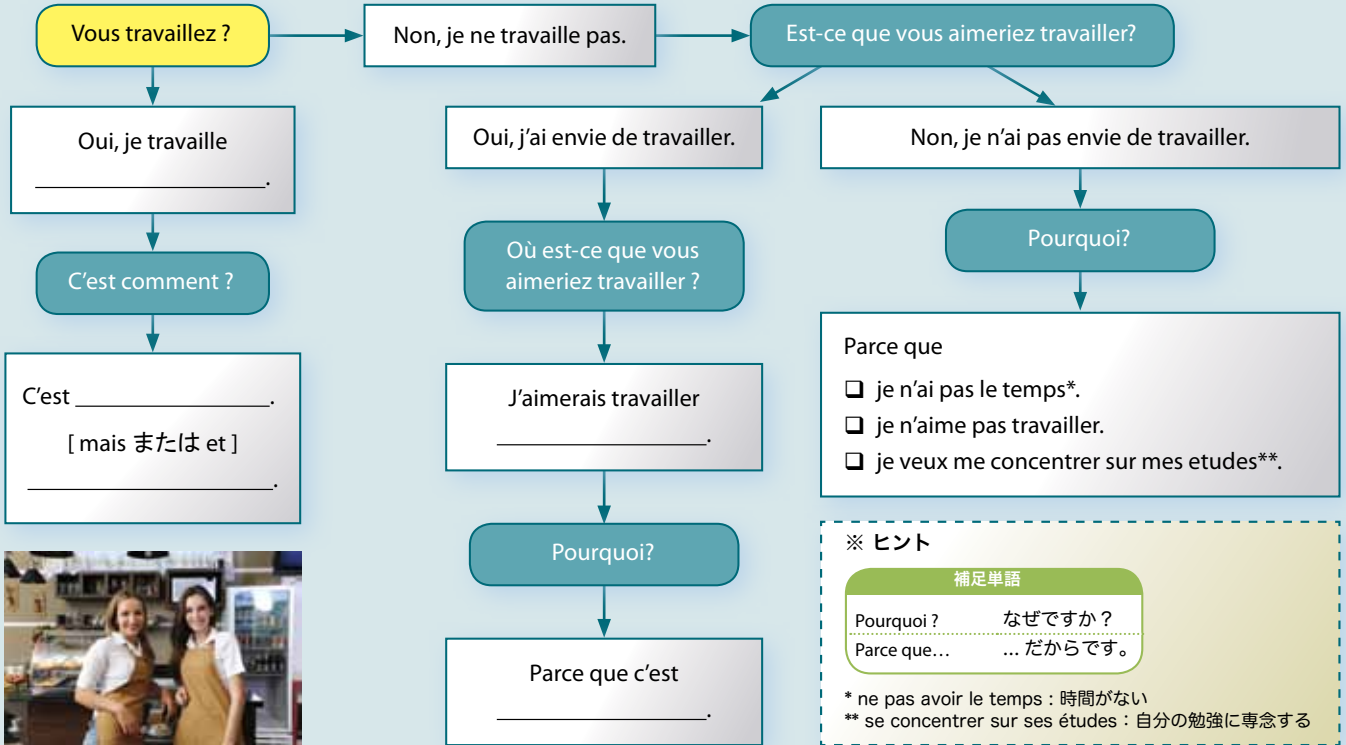 Vous travaillez ?
Non, je ne travaille pas.
Est-ce que vous aimeriez travailler?
Oui, je travaille
____________________.
C'est comment ?
C'est _________________.
[ mais または et ]
_____________________.
Oui, j'ai envie de travailler.
Où est-ce que vous
aimeriez travailler ?
J'aimerais travailler
__________________.
Pourquoi?
Parce que c'est
__________________.
Non, je n'ai pas envie de travailler.
Pourquoi?
Parce que
❑ je n'ai pas le temps*.
❑ je n'aime pas travailler.
❑ je veux me concentrer sur mes etudes**.
※ ヒント
補足単語
Pourquoi ? なぜですか？
Parce que… … だからです。
* ne pas avoir le temps : 時間がない
** se concentrer sur ses études : 自分の勉強に専念する